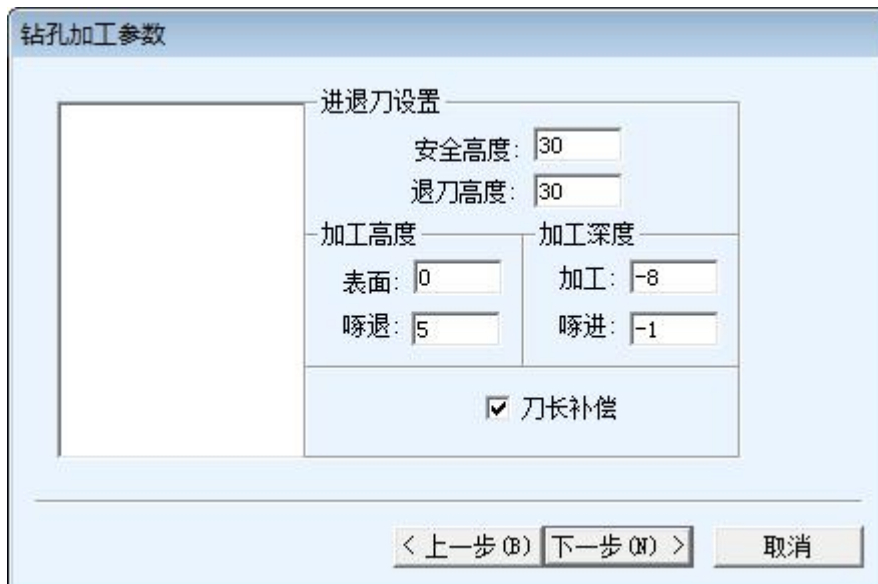 钻孔加工参数
进退刀设置
安全高度: 30
退刀高度: 30
加工高度 加工深度
表面: 0 加工: -8
啄退: 5 啄进: -1
刀长补偿
< 上一步(B) 下一步(N) > 取消